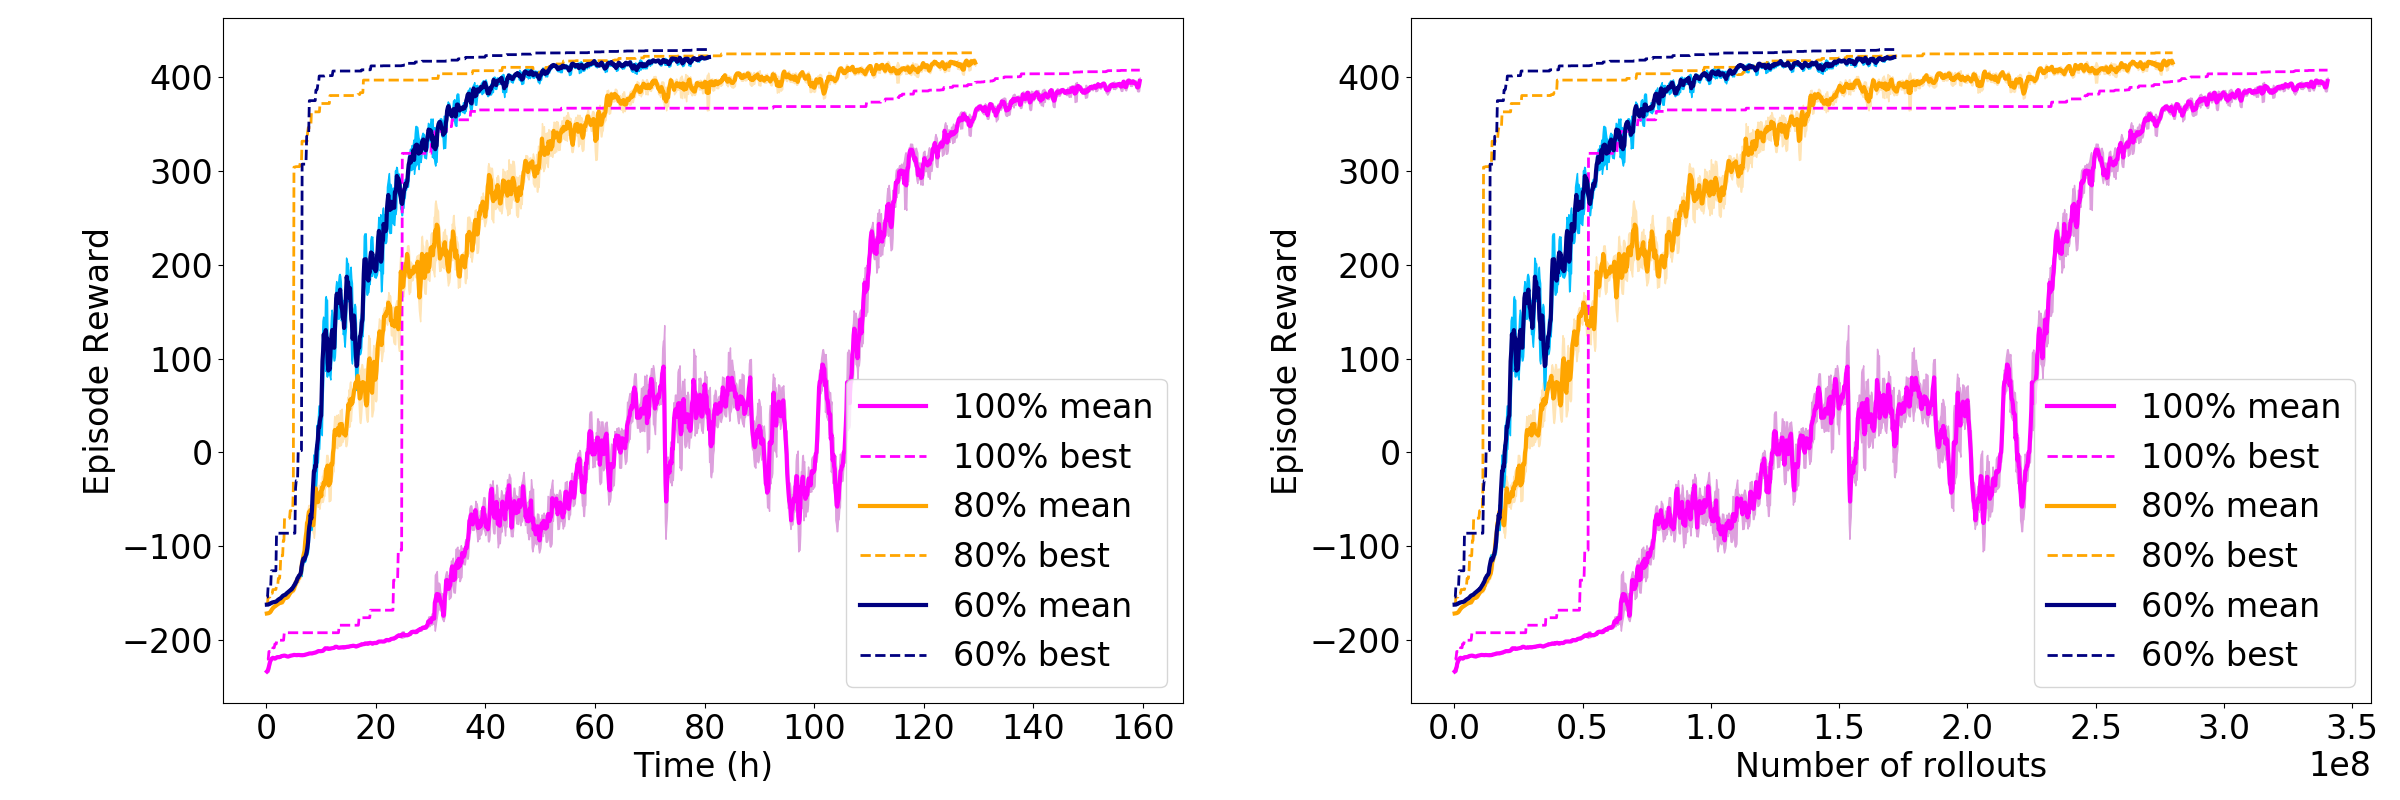 Episode Reward
400
300
200
100
0
−100
−200
0 20 40 60 80 100 120 140 160
Time (h)
100% mean
100% best
80% mean
80% best
60% mean
60% best
Episode Reward
400
300
200
100
0
−100
−200
0.0 0.5 1.0 1.5 2.0 2.5 3.0 3.5
1e8
Number of rollouts
100% mean
100% best
80% mean
80% best
60% mean
60% best